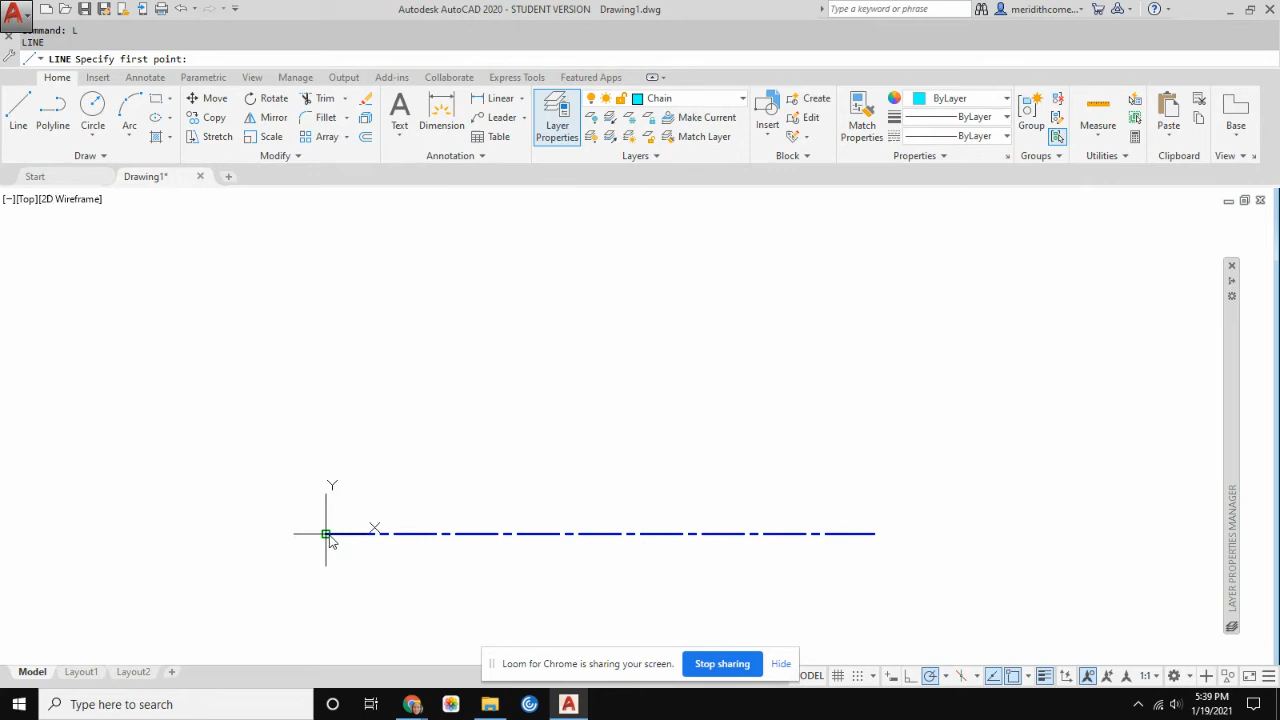 Autodesk AutoCAD 2020 - STUDENT VERSION Drawing1.dwg
Type a keyword or phrase
meridithcome...
Command: L
LINE
LINE Specify first point:
Home Insert Annotate Parametric View Manage Output Add-ins Collaborate Express Tools Featured Apps
Line Polyline Circle Arc
Draw
Move Rotate Trim
Copy Mirror Fillet
Stretch Scale Array
Modify
Text Dimension
Linear
Leader
Table
Annotation
Layer Properties
Chain
Make Current
Match Layer
Layers
Insert
Create
Edit
Block
Match Properties
ByLayer
ByLayer
ByLayer
Properties
Group
Groups
Measure
Utilities
Paste
Clipboard
Base
View
Start Drawing1*
[−][Top][2D Wireframe]
Y
X
LAYER PROPERTIES MANAGER
Loom for Chrome is sharing your screen. Stop sharing Hide
Model Layout1 Layout2
ODEL
1:1
Type here to search
5:39 PM
1/19/2021